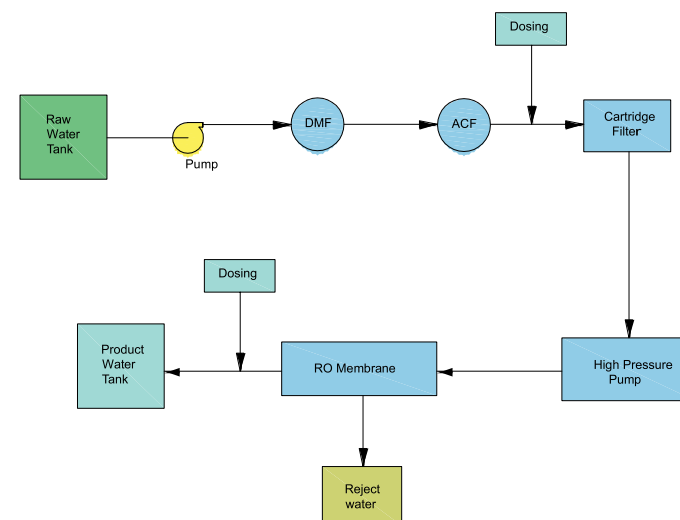 Dosing
Raw
Water
Tank
Pump
DMF
ACF
Cartridge
Filter
Dosing
Product
Water
Tank
RO Membrane
High Pressure
Pump
Reject
water